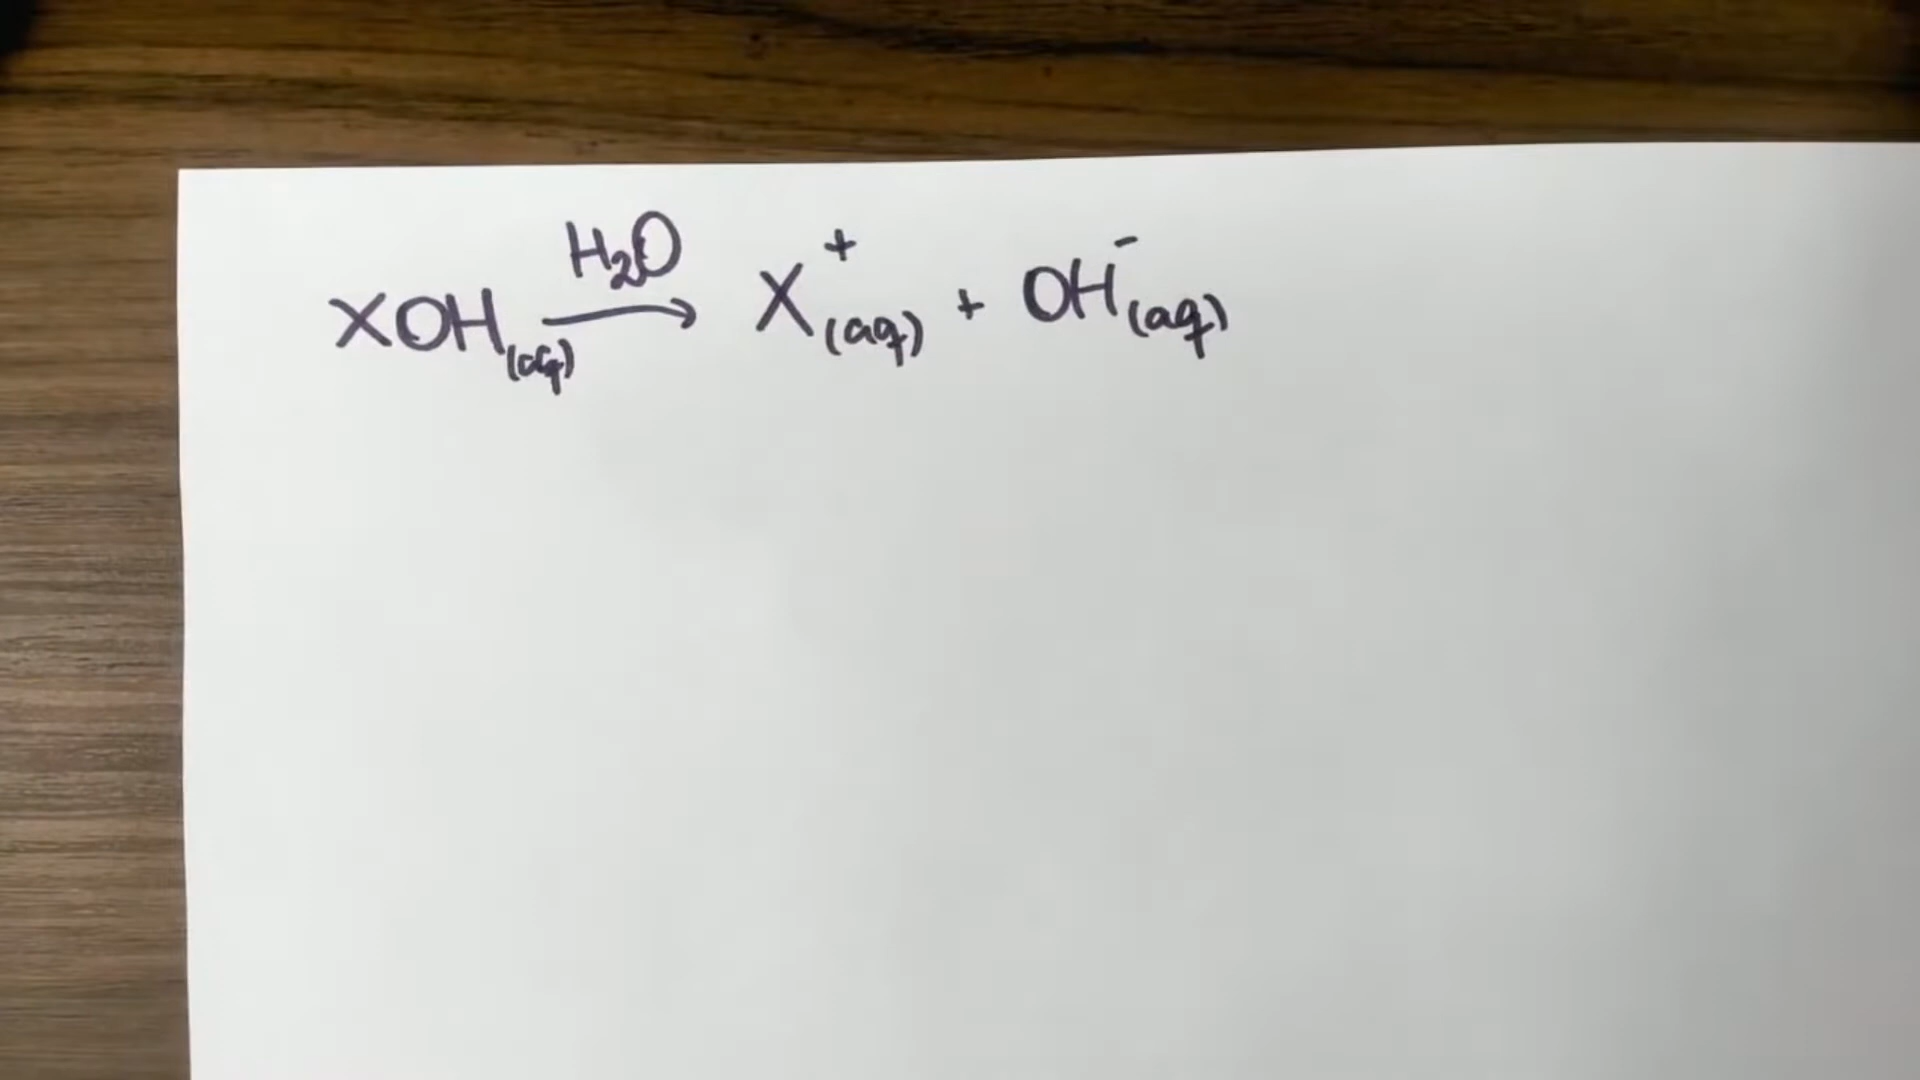 XOH(aq) H2O → X+(aq) + OH-(aq)